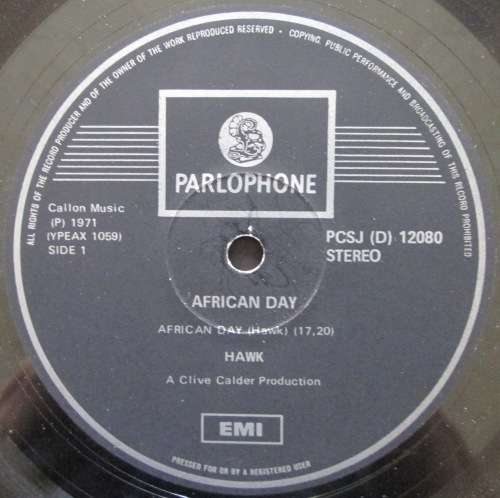 ALL RIGHTS OF THE RECORD PRODUCER AND OF THE OWNER OF THE WORK REPRODUCED RESERVED • COPYING, PUBLIC PERFORMANCE AND BROADCASTING OF THIS RECORD PROHIBITED
PARLOPHONE
Callon Music
(P) 1971
(YPEAX 1059)
SIDE 1
PCSJ (D) 12080
STEREO
AFRICAN DAY
AFRICAN DAY (Hawk) (17,20)
HAWK
A Clive Calder Production
EMI
PRESSED FOR OR BY A REGISTERED USER